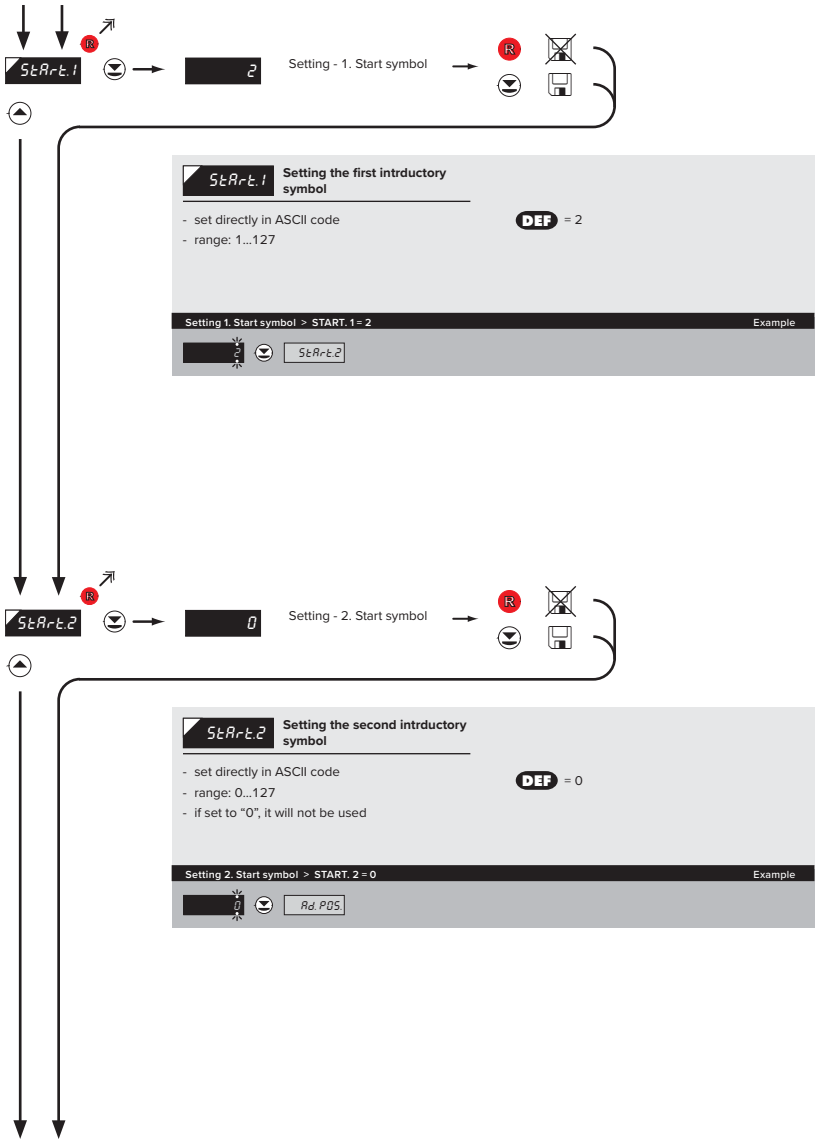 R
StARt.1
2
Setting - 1. Start symbol
R
StARt.1
Setting the first intrductory
symbol
- set directly in ASCII code
- range: 1...127
DEF = 2
Setting 1. Start symbol > START. 1 = 2
Example
2
StARt.2
R
StARt.2
0
Setting - 2. Start symbol
R
StARt.2
Setting the second intrductory
symbol
- set directly in ASCII code
- range: 0...127
- if set to “0”, it will not be used
DEF = 0
Setting 2. Start symbol > START. 2 = 0
Example
0
Ad. POS.